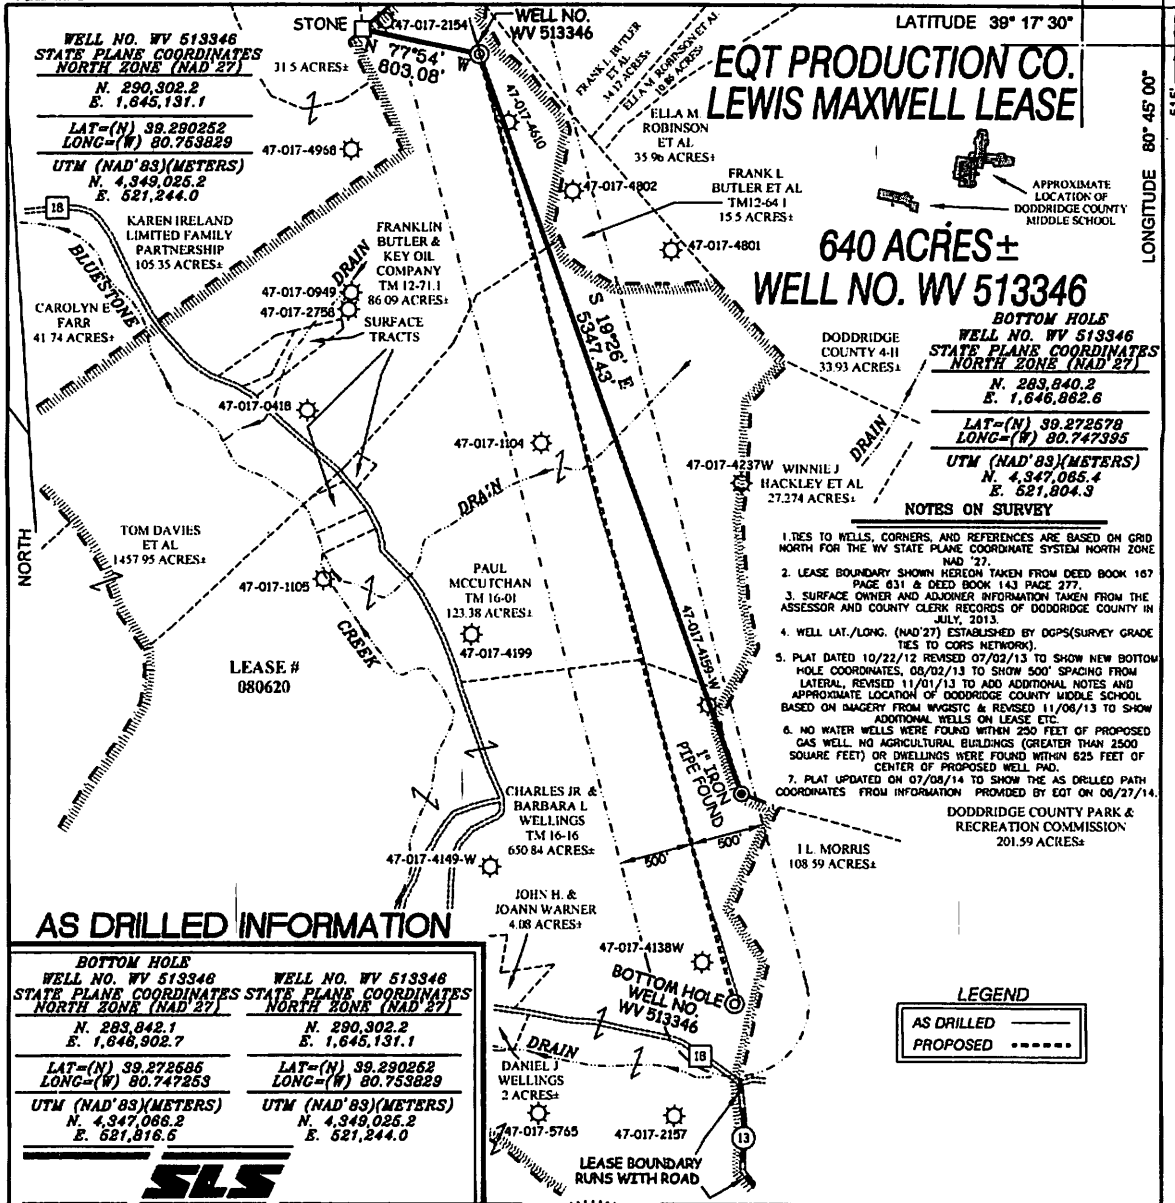 WELL NO. WV 513346
STATE PLANE COORDINATES
NORTH ZONE (NAD'27)
N. 290,302.2
E. 1,645,131.1
LAT=(N) 39.290252
LONG=(W) 80.753829
UTM (NAD'83)(METERS)
N. 4,349,025.2
E. 521,244.0
STONE
47-017-2154
WELL NO.
WV 513346
N 77°54' W
803.08'
31.5 ACRES±
47-017-4968
47-017-4660
FRANK L. BUTLER
ET AL
34.17 ACRES±
ELLA M. ROBINSON ET AL
10.86 ACRES±
LATITUDE 39° 17' 30"
LONGITUDE 80° 45' 00"
EQT PRODUCTION CO.
LEWIS MAXWELL LEASE
ELLA M.
ROBINSON
ET AL
35.96 ACRES±
47-017-4802
FRANK L
BUTLER ET AL
TM12-64.1
15.5 ACRES±
47-017-4801
APPROXIMATE
LOCATION OF
DODDRIDGE COUNTY
MIDDLE SCHOOL
640 ACRES±
WELL NO. WV 513346
18
KAREN IRELAND
LIMITED FAMILY
PARTNERSHIP
105.35 ACRES±
BLUESTONE
CAROLYN E
FARR
41.74 ACRES±
DRAIN
FRANKLIN
BUTLER &
KEY OIL
COMPANY
TM 12-71.1
86.09 ACRES±
47-017-0949
47-017-2758
SURFACE
TRACTS
47-017-0418
S 19°26' E
5347.43'
DODDRIDGE
COUNTY 4-H
33.93 ACRES±
BOTTOM HOLE
WELL NO. WV 513346
STATE PLANE COORDINATES
NORTH ZONE (NAD'27)
N. 283,840.2
E. 1,646,862.6
LAT=(N) 39.272578
LONG=(W) 80.747395
UTM (NAD'83)(METERS)
N. 4,347,065.4
E. 521,804.3
47-017-1104
DRAIN
DRAIN
47-017-4237W
WINNIE J
HACKLEY ET AL
27.274 ACRES±
NORTH
TOM DAVIES
ET AL
1457.95 ACRES±
47-017-1105
CREEK
PAUL
MCCUTCHAN
TM 16-01
123.38 ACRES±
47-017-4199
47-017-4159-W
LEASE #
080620
NOTES ON SURVEY
1. TIES TO WELLS, CORNERS, AND REFERENCES ARE BASED ON GRID
NORTH FOR THE WV STATE PLANE COORDINATE SYSTEM NORTH ZONE
NAD '27.
2. LEASE BOUNDARY SHOWN HEREON TAKEN FROM DEED BOOK 167
PAGE 631 & DEED BOOK 143 PAGE 277.
3. SURFACE OWNER AND ADJOINER INFORMATION TAKEN FROM THE
ASSESSOR AND COUNTY CLERK RECORDS OF DODDRIDGE COUNTY IN
JULY, 2013.
4. WELL LAT./LONG. (NAD'27) ESTABLISHED BY DGPS(SURVEY GRADE
TIES TO CORS NETWORK).
5. PLAT DATED 10/22/12 REVISED 07/02/13 TO SHOW NEW BOTTOM
HOLE COORDINATES, 08/02/13 TO SHOW 500' SPACING FROM
LATERAL, REVISED 11/01/13 TO ADD ADDITIONAL NOTES AND
APPROXIMATE LOCATION OF DODDRIDGE COUNTY MIDDLE SCHOOL
BASED ON IMAGERY FROM WVGISTC & REVISED 11/06/13 TO SHOW
ADDITIONAL WELLS ON LEASE ETC.
6. NO WATER WELLS WERE FOUND WITHIN 250 FEET OF PROPOSED
GAS WELL. NO AGRICULTURAL BUILDINGS (GREATER THAN 2500
SQUARE FEET) OR DWELLINGS WERE FOUND WITHIN 625 FEET OF
CENTER OF PROPOSED WELL PAD.
7. PLAT UPDATED ON 07/08/14 TO SHOW THE AS DRILLED PATH
COORDINATES FROM INFORMATION PROVIDED BY EQT ON 06/27/14.
1" IRON
PIPE FOUND
500'
500'
CHARLES JR. &
BARBARA L
WELLINGS
TM 16-16
650.84 ACRES±
47-017-4149-W
I L. MORRIS
108.59 ACRES±
DODDRIDGE COUNTY PARK &
RECREATION COMMISSION
201.59 ACRES±
JOHN H. &
JOANN WARNER
4.08 ACRES±
47-017-4138W
BOTTOM HOLE
WELL NO.
WV 513346
18
DRAIN
DANIEL J
WELLINGS
2 ACRES±
47-017-5765
47-017-2157
13
LEASE BOUNDARY
RUNS WITH ROAD
LEGEND
AS DRILLED
PROPOSED
AS DRILLED INFORMATION
BOTTOM HOLE
WELL NO. WV 513346
STATE PLANE COORDINATES
NORTH ZONE (NAD'27)
N. 283,842.1
E. 1,646,902.7
LAT=(N) 39.272585
LONG=(W) 80.747253
UTM (NAD'83)(METERS)
N. 4,347,066.2
E. 521,816.5
WELL NO. WV 513346
STATE PLANE COORDINATES
NORTH ZONE (NAD'27)
N. 290,302.2
E. 1,645,131.1
LAT=(N) 39.290252
LONG=(W) 80.753829
UTM (NAD'83)(METERS)
N. 4,349,025.2
E. 521,244.0
SLS